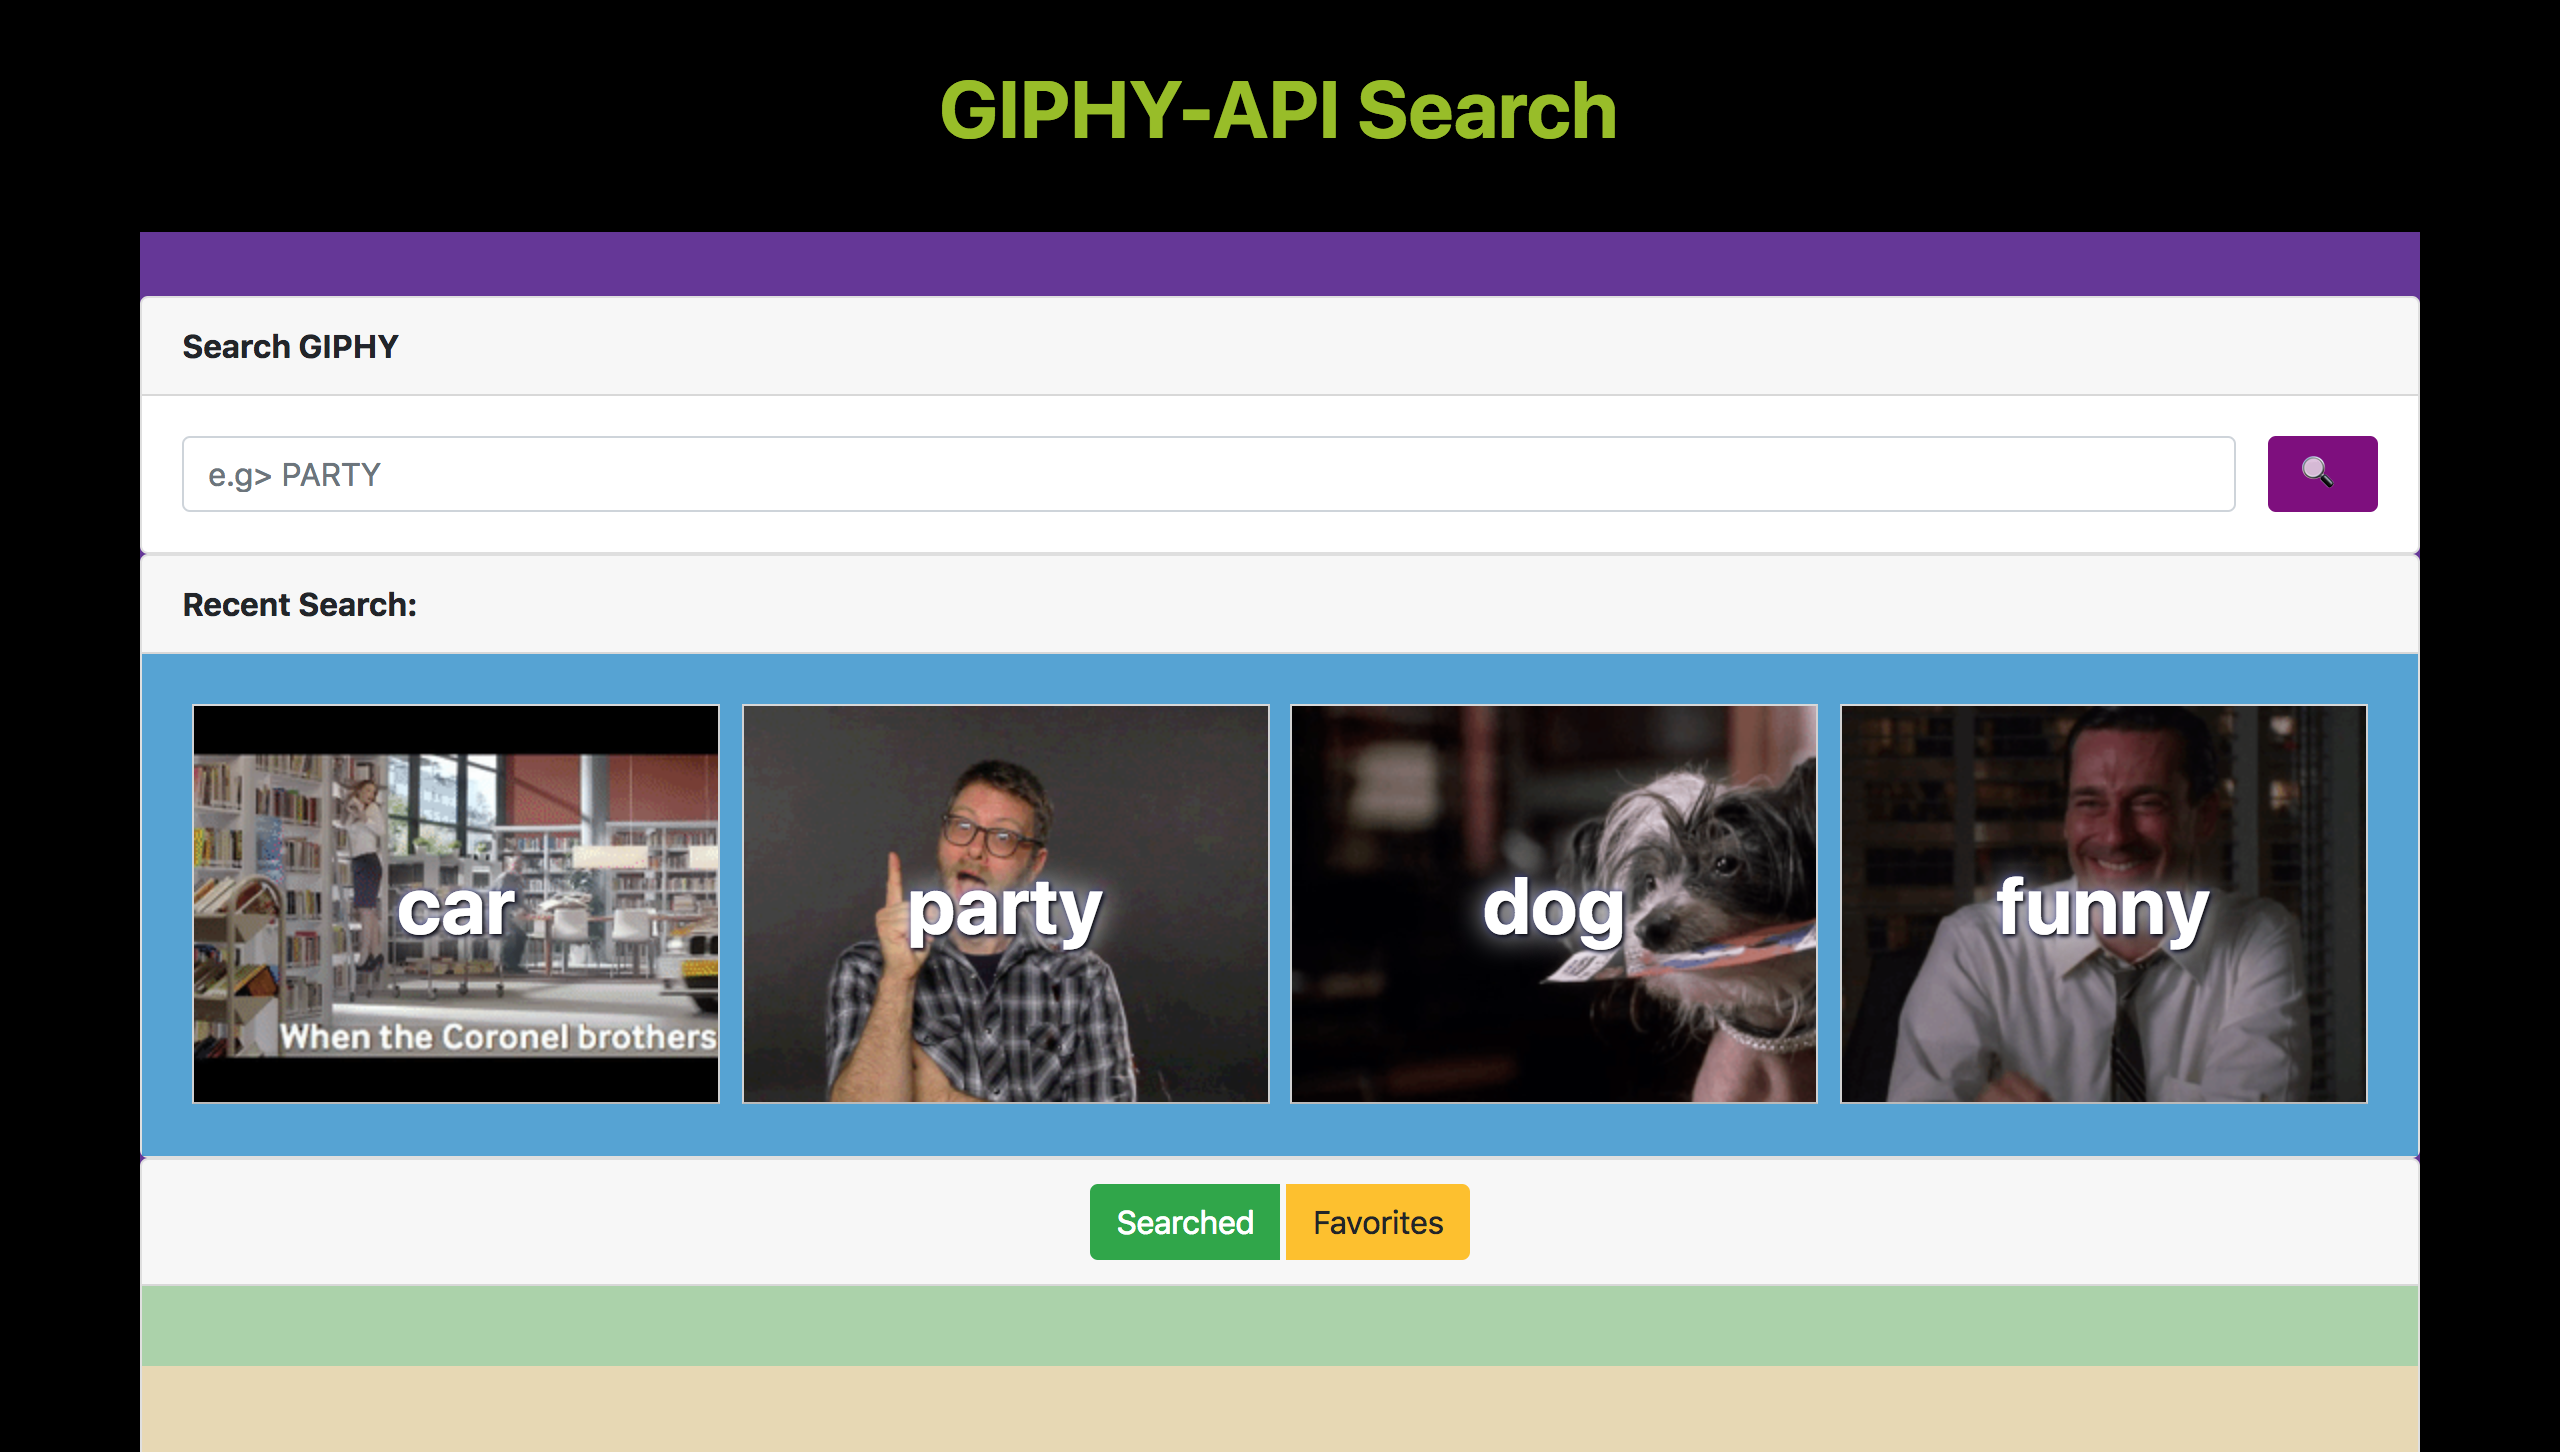 GIPHY-API Search
Search GIPHY
e.g> PARTY
Recent Search:
car
When the Coronel brothers
party
dog
funny
Searched
Favorites